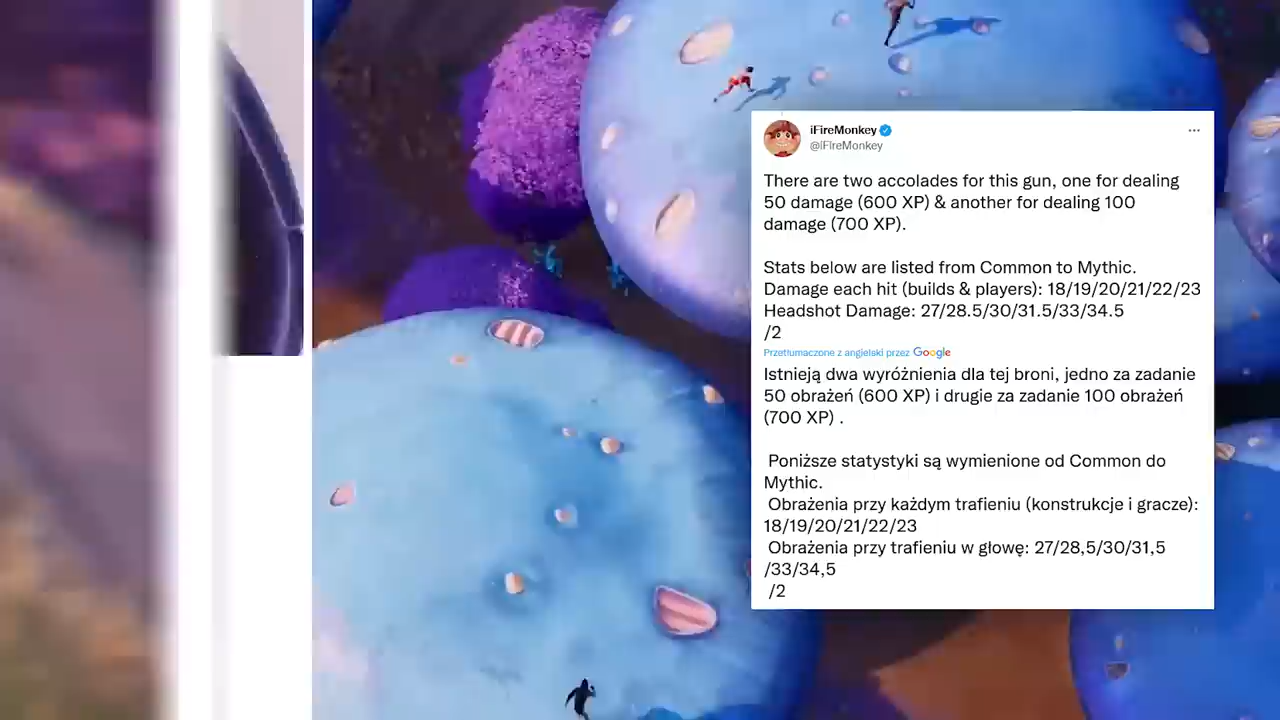 iFireMonkey
@iFireMonkey
There are two accolades for this gun, one for dealing
50 damage (600 XP) & another for dealing 100
damage (700 XP).
Stats below are listed from Common to Mythic.
Damage each hit (builds & players): 18/19/20/21/22/23
Headshot Damage: 27/28.5/30/31.5/33/34.5
/2
Przetłumaczone z angielski przez Google
Istnieją dwa wyróżnienia dla tej broni, jedno za zadanie
50 obrażeń (600 XP) i drugie za zadanie 100 obrażeń
(700 XP) .
Poniższe statystyki są wymienione od Common do
Mythic.
Obrażenia przy każdym trafieniu (konstrukcje i gracze):
18/19/20/21/22/23
Obrażenia przy trafieniu w głowę: 27/28,5/30/31,5
/33/34,5
/2